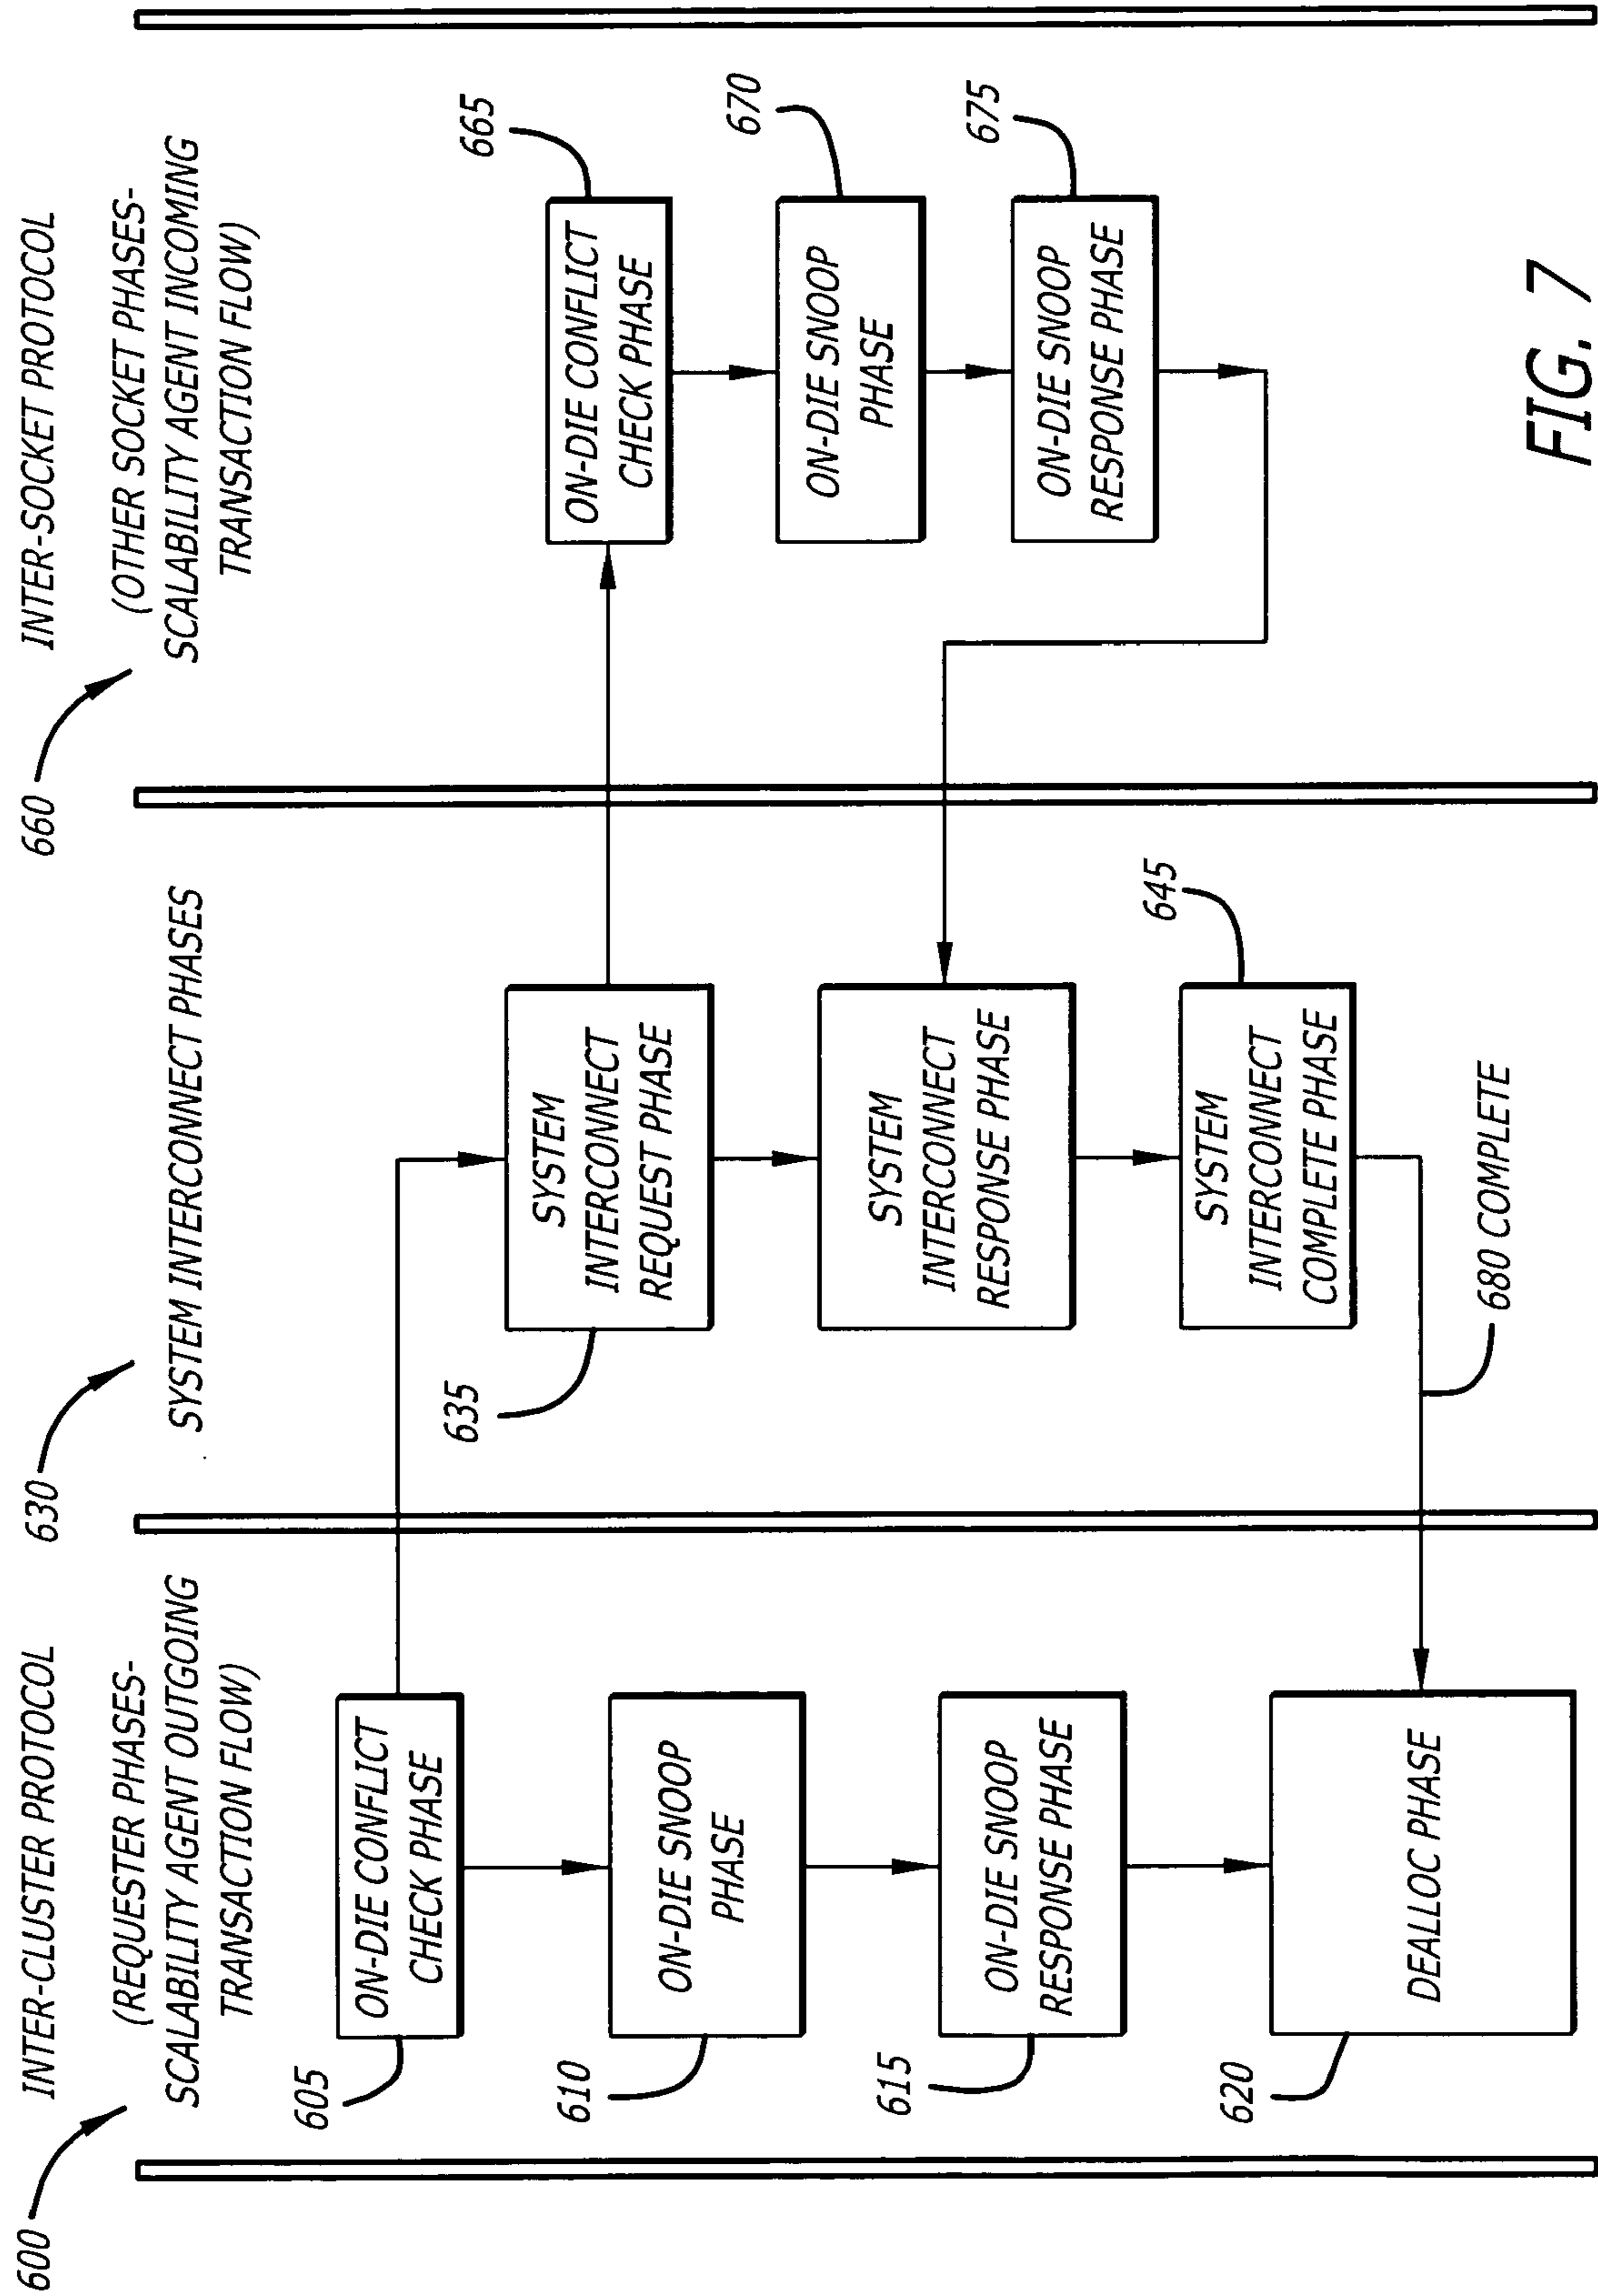 600
INTER-CLUSTER PROTOCOL
(REQUESTER PHASES-
SCALABILITY AGENT OUTGOING
TRANSACTION FLOW)
605
ON-DIE CONFLICT
CHECK PHASE
610
ON-DIE SNOOP
PHASE
615
ON-DIE SNOOP
RESPONSE PHASE
620
DEALLOC PHASE
630
SYSTEM INTERCONNECT PHASES
635
SYSTEM
INTERCONNECT
REQUEST PHASE
SYSTEM
INTERCONNECT
RESPONSE PHASE
645
SYSTEM
INTERCONNECT
COMPLETE PHASE
680 COMPLETE
660
INTER-SOCKET PROTOCOL
(OTHER SOCKET PHASES-
SCALABILITY AGENT INCOMING
TRANSACTION FLOW)
665
ON-DIE CONFLICT
CHECK PHASE
670
ON-DIE SNOOP
PHASE
675
ON-DIE SNOOP
RESPONSE PHASE
FIG. 7